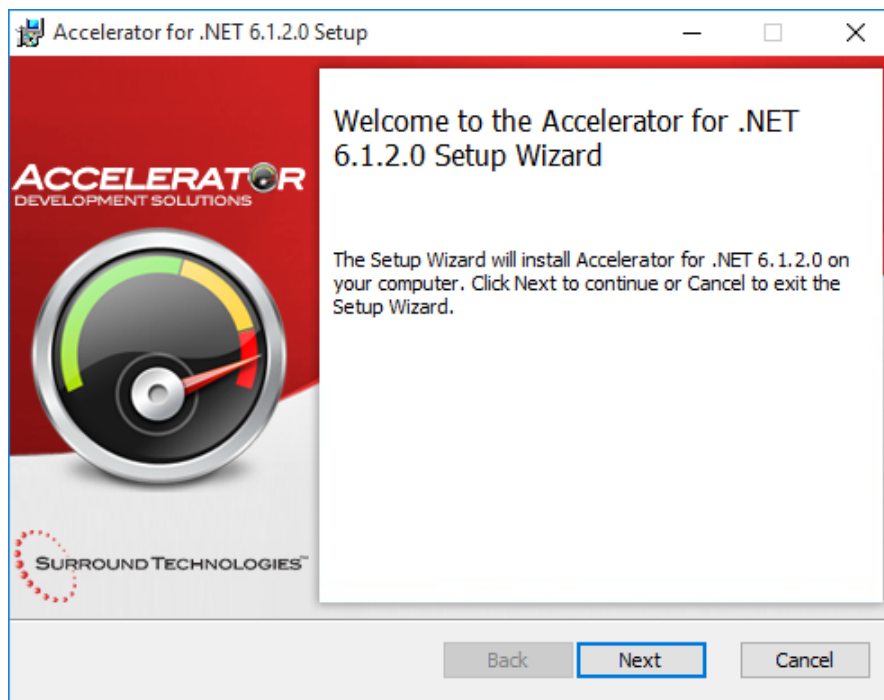 Accelerator for .NET 6.1.2.0 Setup
ACCELERATOR
DEVELOPMENT SOLUTIONS
SURROUND TECHNOLOGIES™
Welcome to the Accelerator for .NET
6.1.2.0 Setup Wizard
The Setup Wizard will install Accelerator for .NET 6.1.2.0 on
your computer. Click Next to continue or Cancel to exit the
Setup Wizard.
Back
Next
Cancel